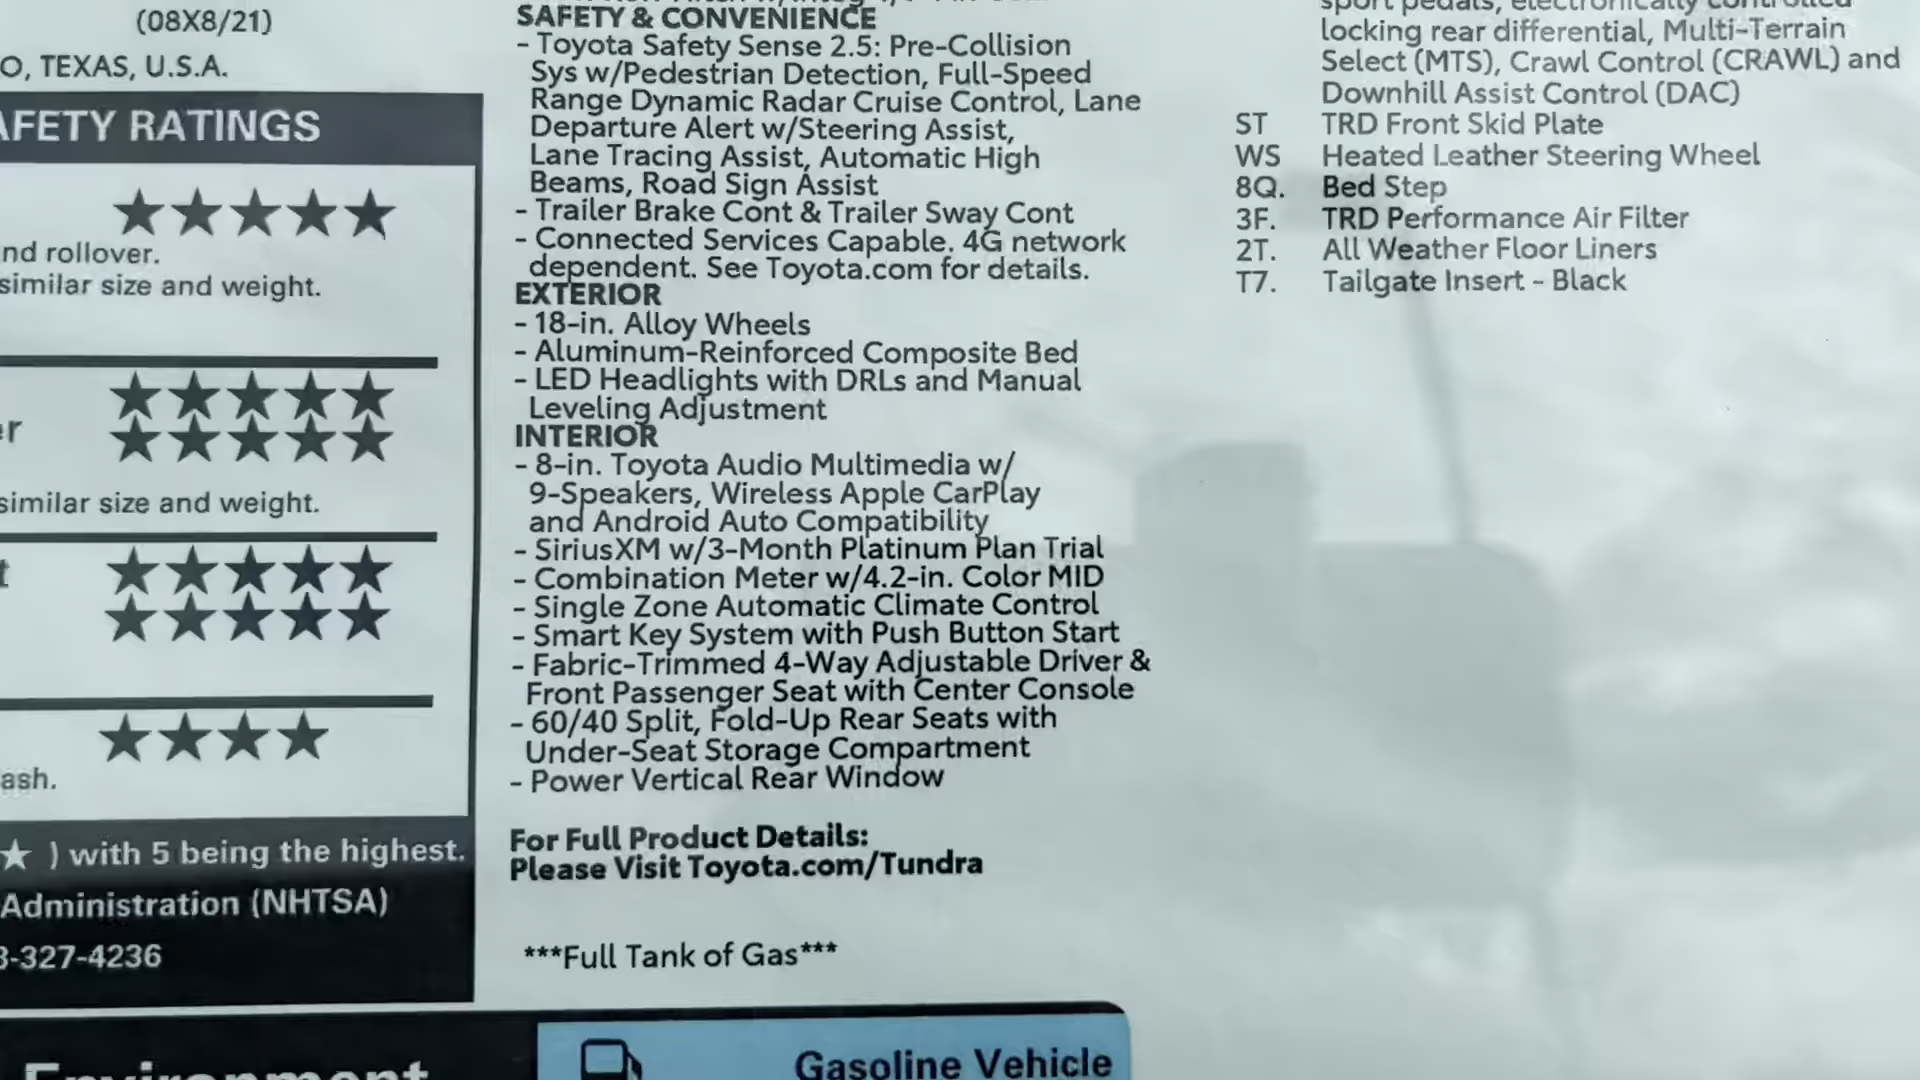 (08X8/21)
O, TEXAS, U.S.A.
AFETY RATINGS
nd rollover.
similar size and weight.
er
similar size and weight.
t
ash.
★ ) with 5 being the highest.
Administration (NHTSA)
3-327-4236
SAFETY & CONVENIENCE
- Toyota Safety Sense 2.5: Pre-Collision
Sys w/Pedestrian Detection, Full-Speed
Range Dynamic Radar Cruise Control, Lane
Departure Alert w/Steering Assist,
Lane Tracing Assist, Automatic High
Beams, Road Sign Assist
- Trailer Brake Cont & Trailer Sway Cont
- Connected Services Capable. 4G network
dependent. See Toyota.com for details.
EXTERIOR
- 18-in. Alloy Wheels
- Aluminum-Reinforced Composite Bed
- LED Headlights with DRLs and Manual
Leveling Adjustment
INTERIOR
- 8-in. Toyota Audio Multimedia w/
9-Speakers, Wireless Apple CarPlay
and Android Auto Compatibility
- SiriusXM w/3-Month Platinum Plan Trial
- Combination Meter w/4.2-in. Color MID
- Single Zone Automatic Climate Control
- Smart Key System with Push Button Start
- Fabric-Trimmed 4-Way Adjustable Driver &
Front Passenger Seat with Center Console
- 60/40 Split, Fold-Up Rear Seats with
Under-Seat Storage Compartment
- Power Vertical Rear Window
For Full Product Details:
Please Visit Toyota.com/Tundra
***Full Tank of Gas***
sport pedals, electronically controlled
locking rear differential, Multi-Terrain
Select (MTS), Crawl Control (CRAWL) and
Downhill Assist Control (DAC)
ST TRD Front Skid Plate
WS Heated Leather Steering Wheel
8Q. Bed Step
3F. TRD Performance Air Filter
2T. All Weather Floor Liners
T7. Tailgate Insert - Black
Environment
Gasoline Vehicle